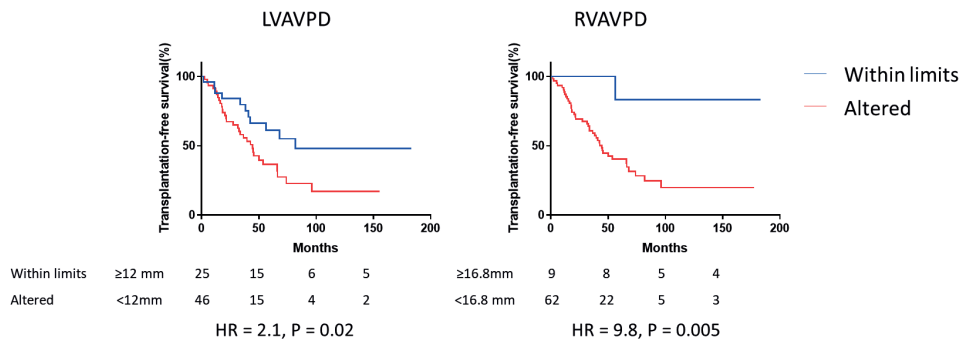 LVAVPD
RVAVPD
Transplantation-free survival(%)
100
50
0
0 50 100 150 200
Months
Transplantation-free survival(%)
100
50
0
0 50 100 150 200
Months
Within limits
Altered
Within limits ≥12 mm 25 15 6 5
Altered <12mm 46 15 4 2
HR = 2.1, P = 0.02
≥16.8mm 9 8 5 4
<16.8 mm 62 22 5 3
HR = 9.8, P = 0.005